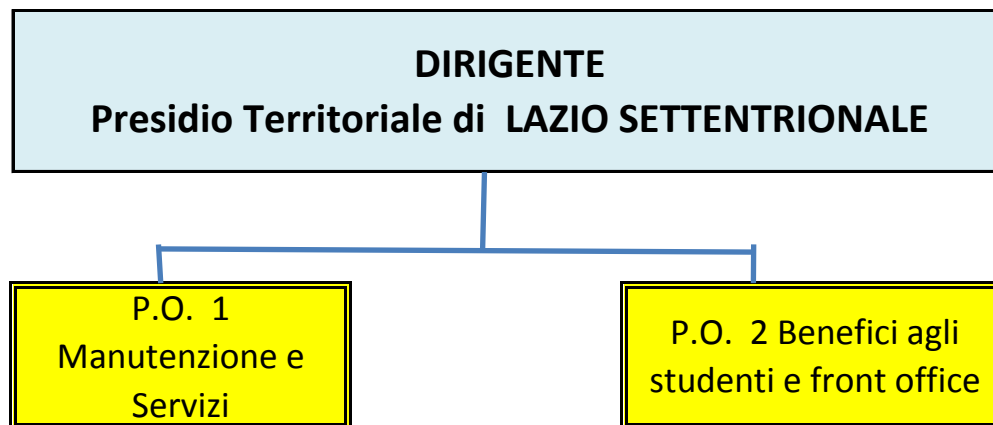 DIRIGENTE
Presidio Territoriale di LAZIO SETTENTRIONALE
P.O. 1
Manutenzione e
Servizi
P.O. 2 Benefici agli
studenti e front office